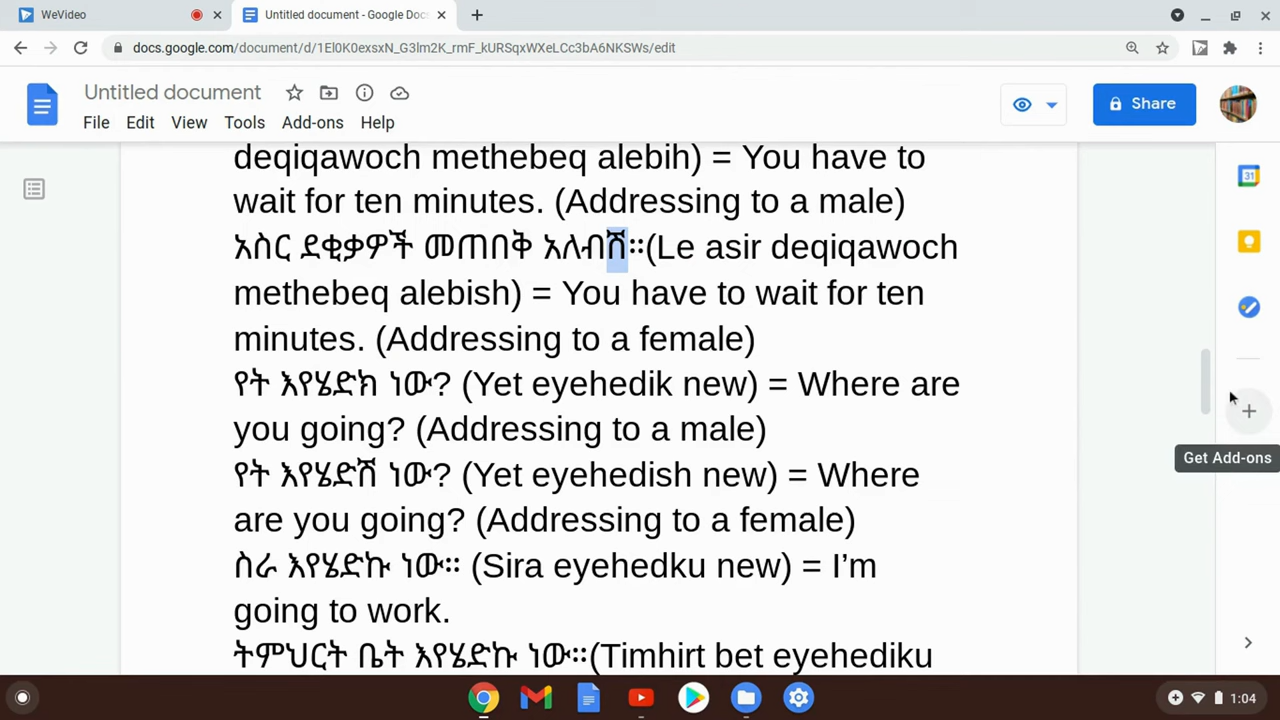 WeVideo
Untitled document - Google Docs
docs.google.com/document/d/1El0K0exsxN_G3lm2K_rmF_kURSqxWXeLCc3bA6NKSWs/edit
Untitled document
File Edit View Tools Add-ons Help
Share
deqiqawoch methebeq alebih) = You have to
wait for ten minutes. (Addressing to a male)
አስር ደቂቃዎች መጠበቅ አለብሽ።(Le asir deqiqawoch
methebeq alebish) = You have to wait for ten
minutes. (Addressing to a female)
የት እየሄድክ ነው? (Yet eyehedik new) = Where are
you going? (Addressing to a male)
የት እየሄድሽ ነው? (Yet eyehedish new) = Where
are you going? (Addressing to a female)
ስራ እየሄድኩ ነው። (Sira eyehedku new) = I’m
going to work.
ትምህርት ቤት እየሄድኩ ነው።(Timhirt bet eyehediku
31
Get Add-ons
1:04